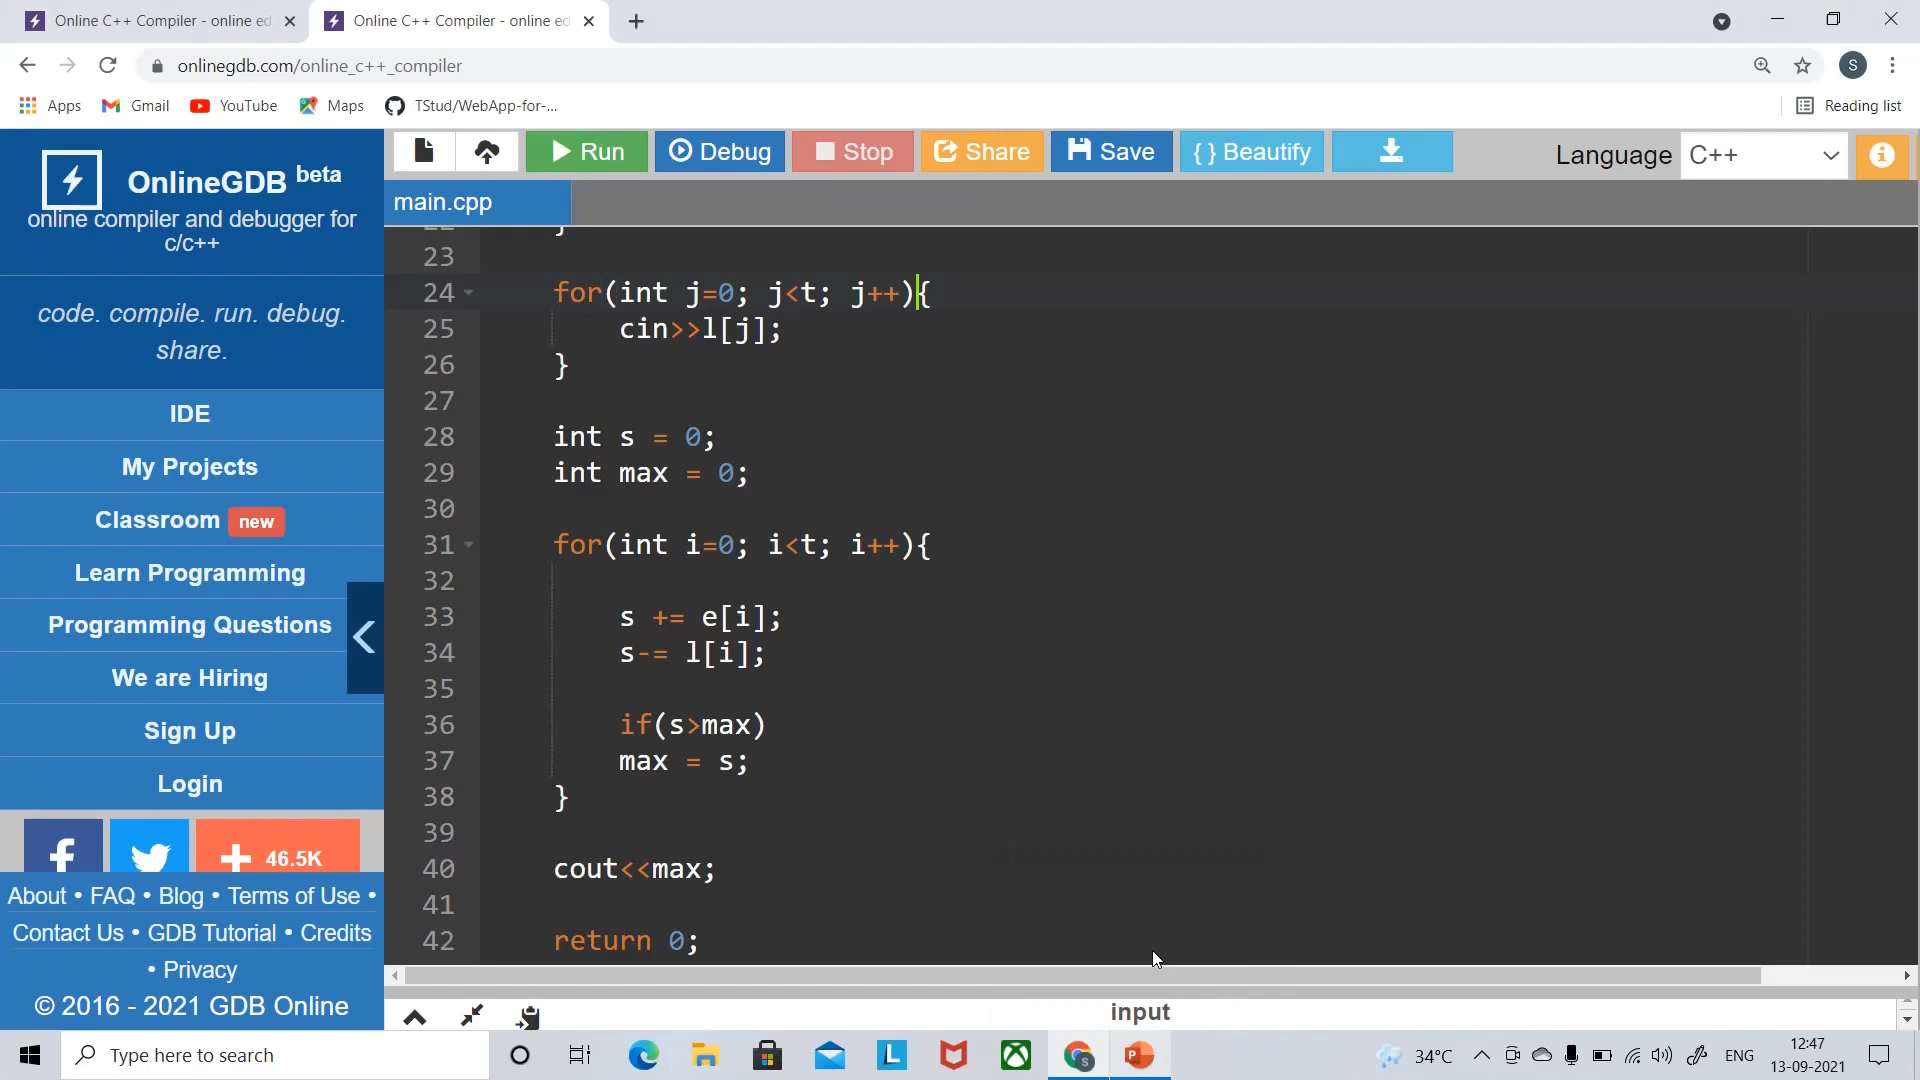 Online C++ Compiler - online ed
Online C++ Compiler - online ed
onlinegdb.com/online_c++_compiler
S
Apps
Gmail
YouTube
Maps
TStud/WebApp-for-...
Reading list
OnlineGDB beta
online compiler and debugger for
c/c++
code. compile. run. debug.
share.
IDE
My Projects
Classroom new
Learn Programming
Programming Questions
We are Hiring
Sign Up
Login
f
+ 46.5K
About • FAQ • Blog • Terms of Use •
Contact Us • GDB Tutorial • Credits
• Privacy
© 2016 - 2021 GDB Online
Run
Debug
Stop
Share
Save
{ } Beautify
Language C++
main.cpp
22 }
23
24 for(int j=0; j<t; j++){
25 cin>>l[j];
26 }
27
28 int s = 0;
29 int max = 0;
30
31 for(int i=0; i<t; i++){
32
33 s += e[i];
34 s-= l[i];
35
36 if(s>max)
37 max = s;
38 }
39
40 cout<<max;
41
42 return 0;
input
Type here to search
L
P
34°C
ENG
12:47
13-09-2021